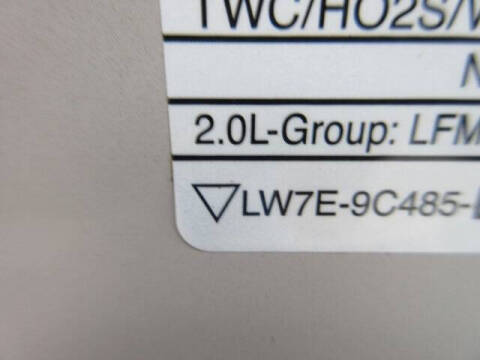 TWC/HO2S/
N
2.0L-Group: LFM
▽LW7E-9C485-